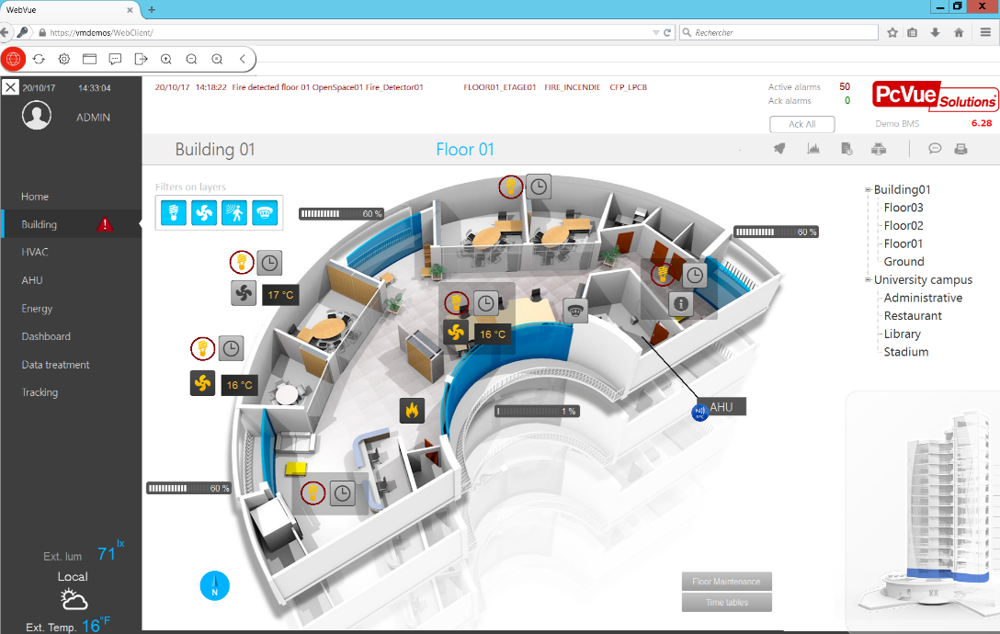 WebVue
https://vmdemos/WebClient/
Rechercher
20/10/17 14:33:04
ADMIN
20/10/17 14:18:22 Fire detected floor 01 OpenSpace01 Fire_Detector01 FLOOR01_ETAGE01 FIRE_INCENDIE CFP_LPCB
Active alarms 50
Ack alarms 0
Ack All
PcVue Solutions®
Demo BMS 6.28
Building 01
Floor 01
Home
Building
HVAC
AHU
Energy
Dashboard
Data treatment
Tracking
Filters on layers
60 %
60 %
17 °C
16 °C
16 °C
1 %
60 %
AHU
N
NFC
Building01
Floor03
Floor02
Floor01
Ground
University campus
Administrative
Restaurant
Library
Stadium
Ext. lum 71 lx
Local
Ext. Temp. 16 °F
N
Floor Maintenance
Time tables